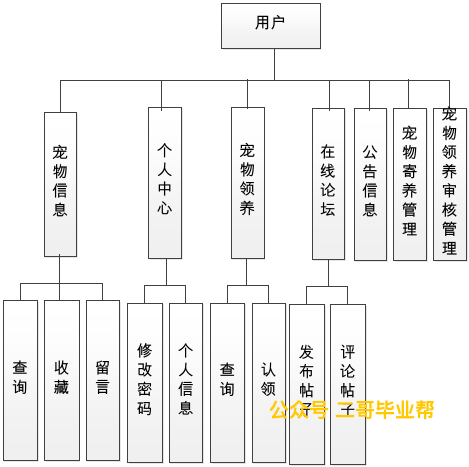 用户
宠物信息
个人中心
宠物领养
在线论坛
公告信息
宠物寄养管理
宠物领养审核管理
查询
收藏
留言
修改密码
个人信息
查询
认领
发布帖子
评论帖子
公众号 二哥毕业帮